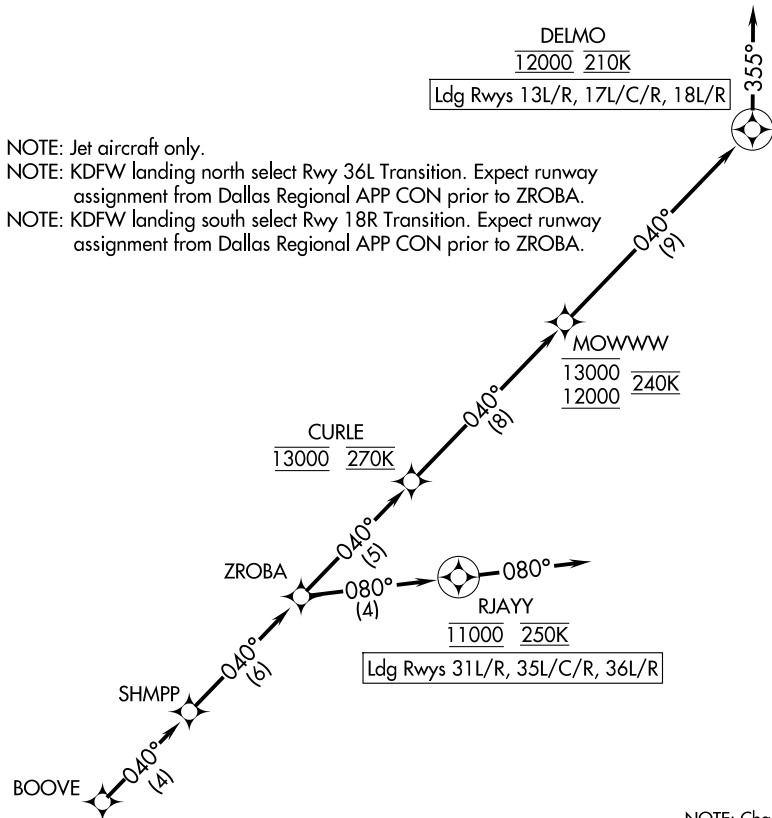 DELMO
12000 210K
Ldg Rwys 13L/R, 17L/C/R, 18L/R
355°
NOTE: Jet aircraft only.
NOTE: KDFW landing north select Rwy 36L Transition. Expect runway
assignment from Dallas Regional APP CON prior to ZROBA.
NOTE: KDFW landing south select Rwy 18R Transition. Expect runway
assignment from Dallas Regional APP CON prior to ZROBA.
040°
(9)
MOWWW
13000
12000
240K
040°
(8)
CURLE
13000 270K
040°
(5)
ZROBA
080°
(4)
080°
RJAYY
11000 250K
Ldg Rwys 31L/R, 35L/C/R, 36L/R
040°
(6)
SHMPP
040°
(4)
BOOVE
NOTE: Cha